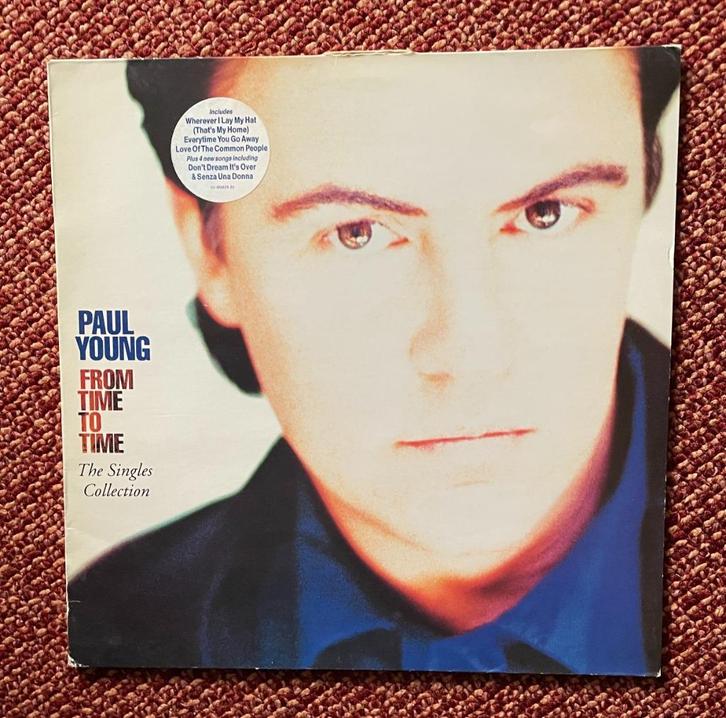 Includes
Wherever I Lay My Hat
(That's My Home)
Everytime You Go Away
Love Of The Common People
Plus 4 new songs including
Don't Dream It's Over
& Senza Una Donna
PAUL
YOUNG
FROM
TIME
TO
TIME
The Singles
Collection